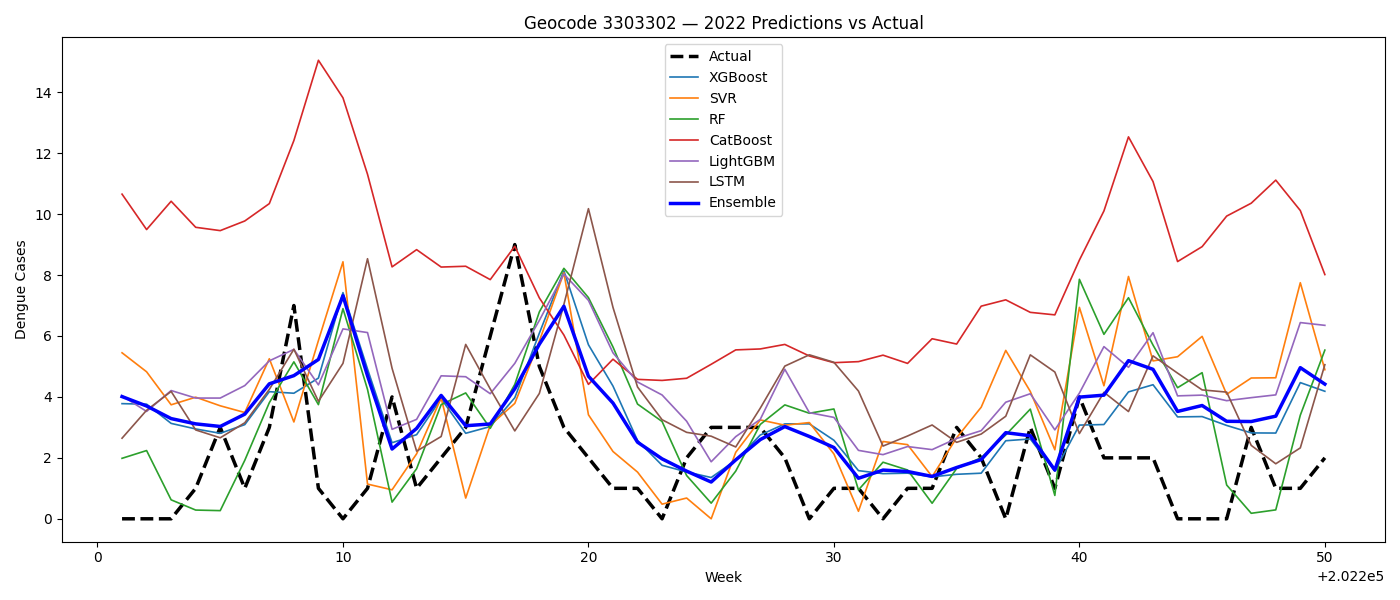 Geocode 3303302 — 2022 Predictions vs Actual
Actual
XGBoost
SVR
RF
CatBoost
LightGBM
LSTM
Ensemble
Dengue Cases
14
12
10
8
6
4
2
0
0 10 20 30 40 50
Week
+2.022e5